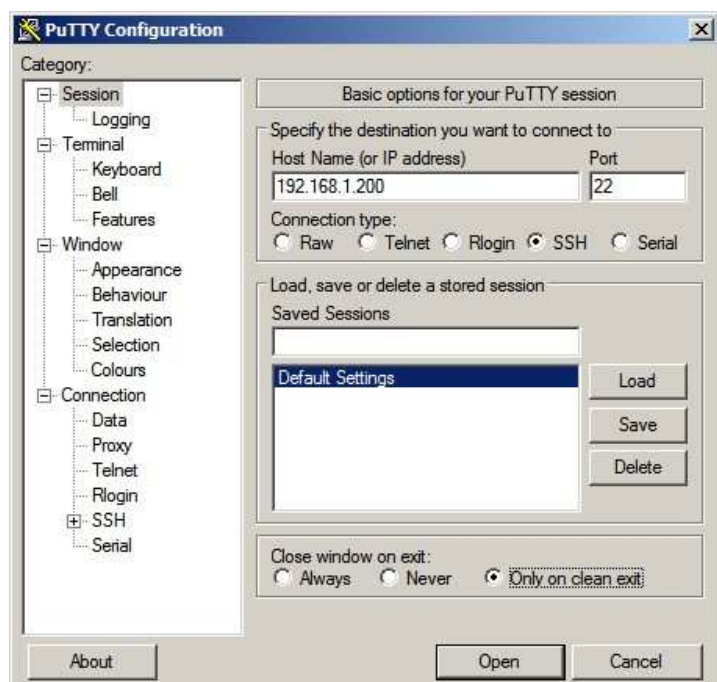 PuTTY Configuration
Category:
Session
Logging
Terminal
Keyboard
Bell
Features
Window
Appearance
Behaviour
Translation
Selection
Colours
Connection
Data
Proxy
Telnet
Rlogin
SSH
Serial
Basic options for your PuTTY session
Specify the destination you want to connect to
Host Name (or IP address) Port
192.168.1.200 22
Connection type:
Raw Telnet Rlogin SSH Serial
Load, save or delete a stored session
Saved Sessions
Default Settings
Load
Save
Delete
Close window on exit:
Always Never Only on clean exit
About Open Cancel